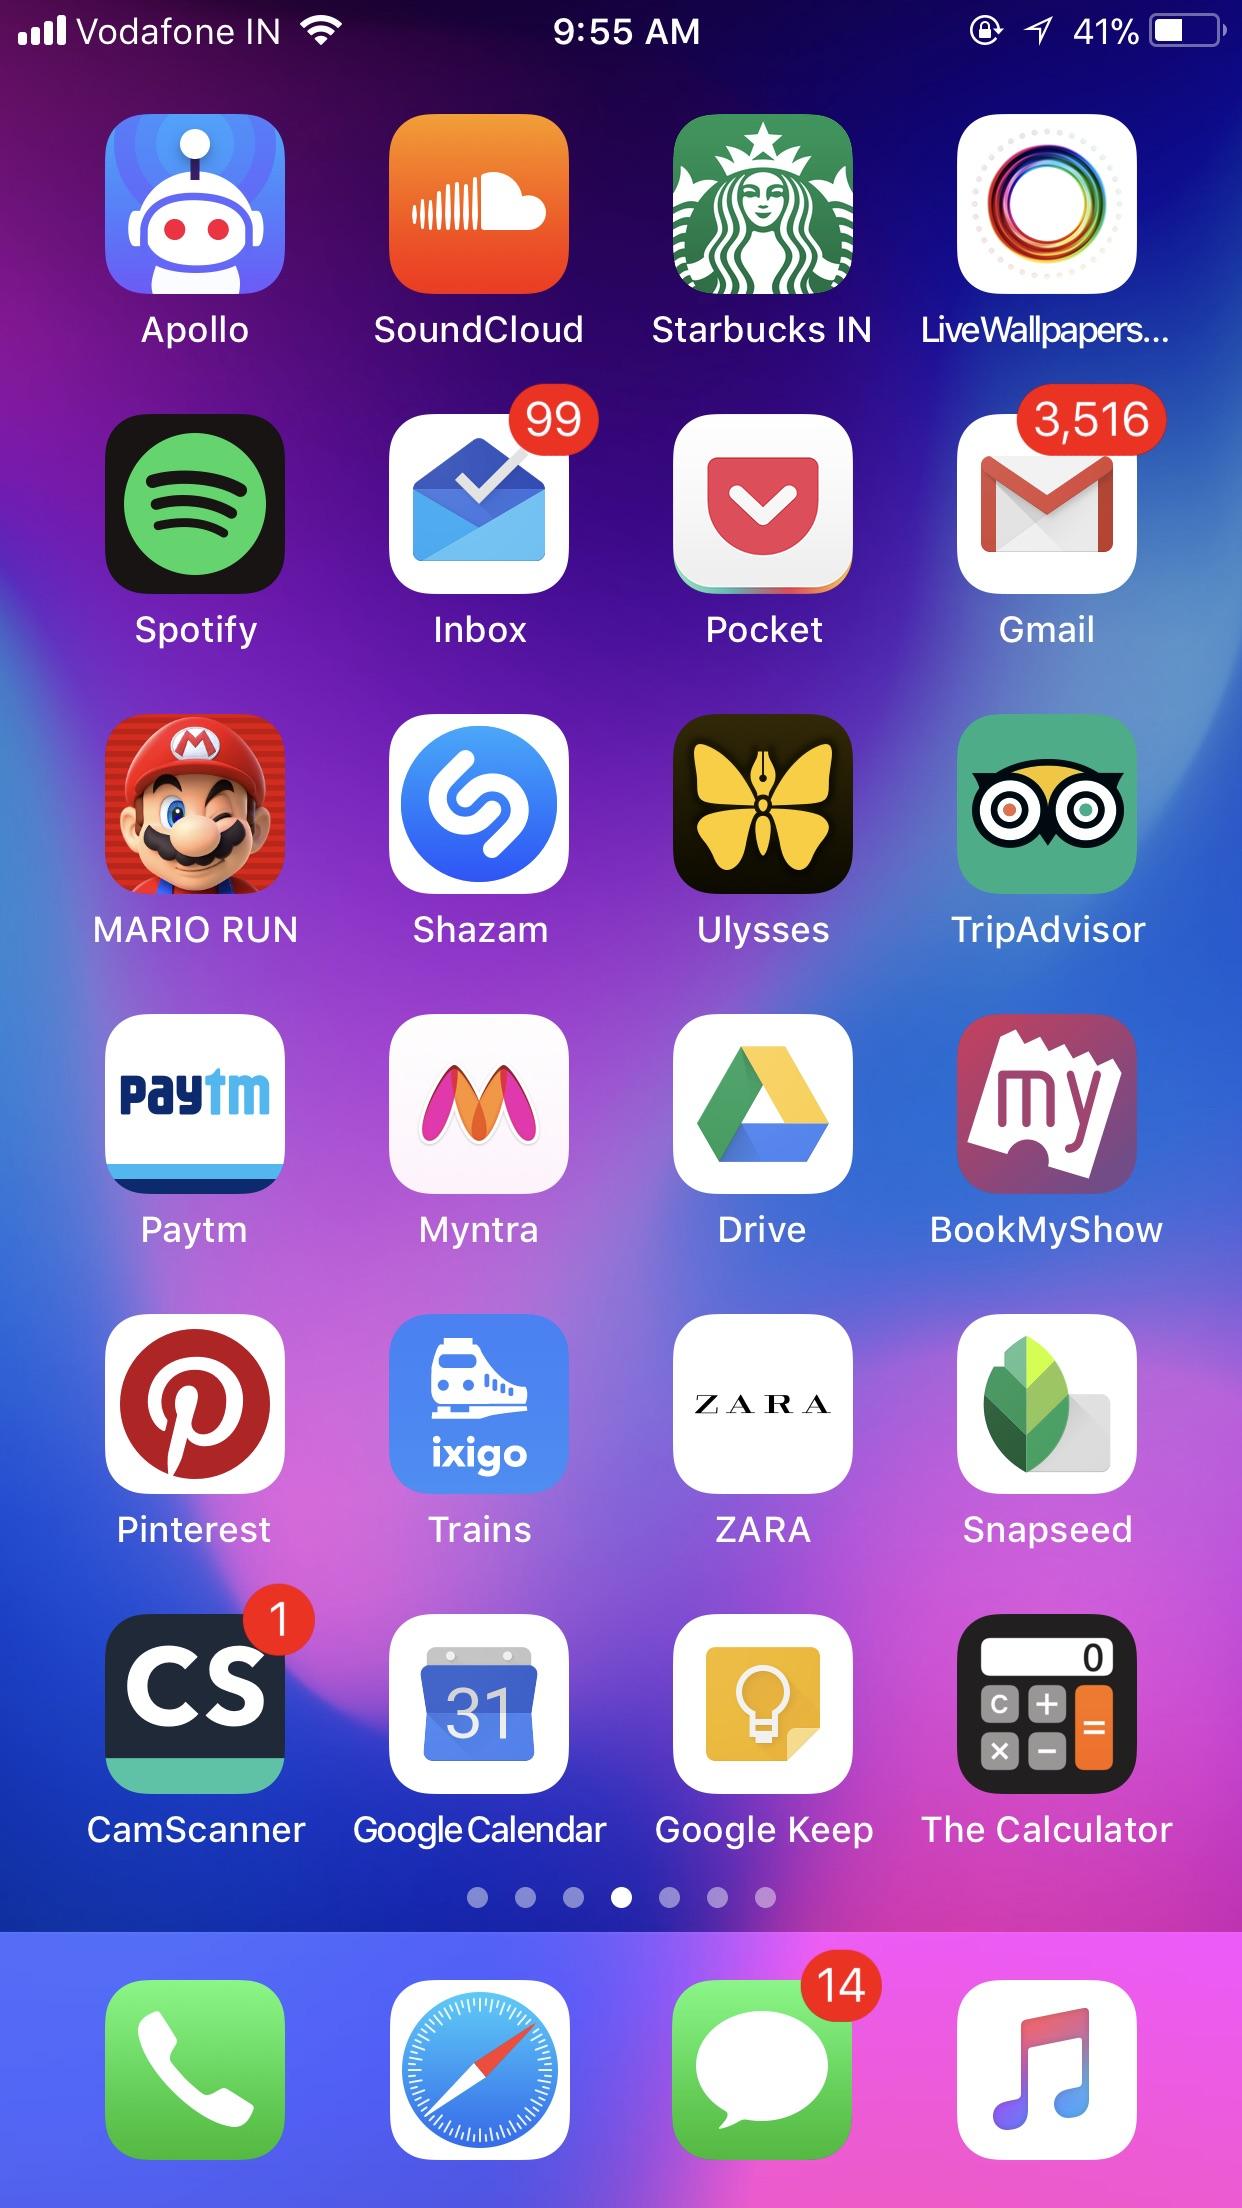 Vodafone IN 9:55 AM 41%
Apollo SoundCloud Starbucks IN LiveWallpapers...
99 3,516
Spotify Inbox Pocket Gmail
M
MARIO RUN Shazam Ulysses TripAdvisor
paytm my
Paytm Myntra Drive BookMyShow
ixigo ZARA
Pinterest Trains ZARA Snapseed
1
CS 31 0
C + =
× −
CamScanner Google Calendar Google Keep The Calculator
14